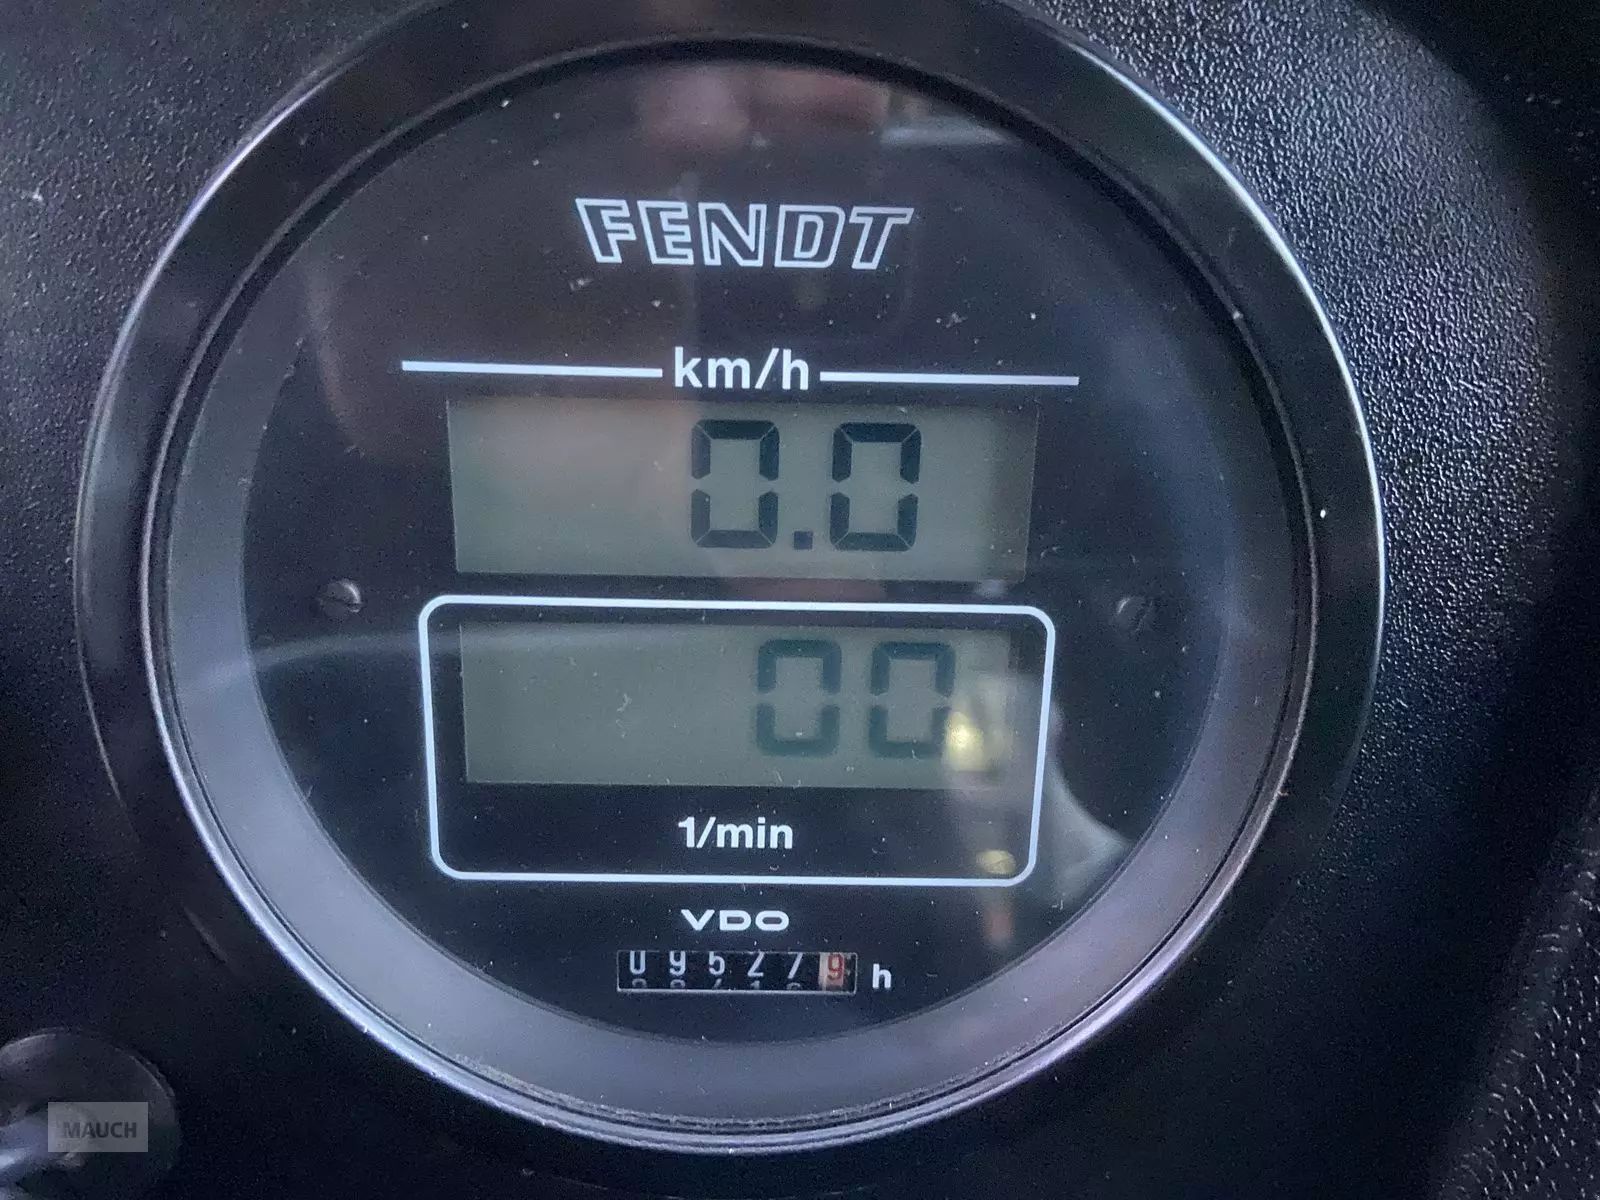 FENDT
km/h
0.0
00
1/min
VDO
095279 h
MAUCH